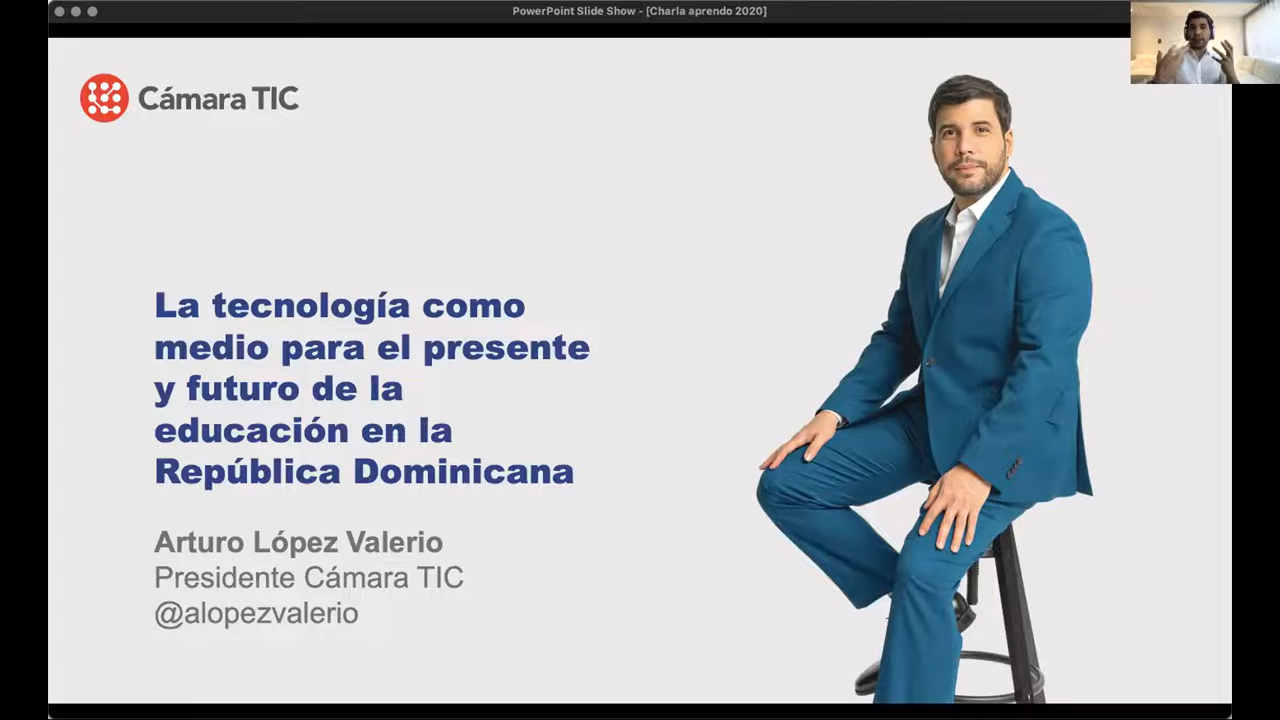 PowerPoint Slide Show - [Charla aprendo 2020]
Cámara TIC
La tecnología como
medio para el presente
y futuro de la
educación en la
República Dominicana
Arturo López Valerio
Presidente Cámara TIC
@alopezvalerio